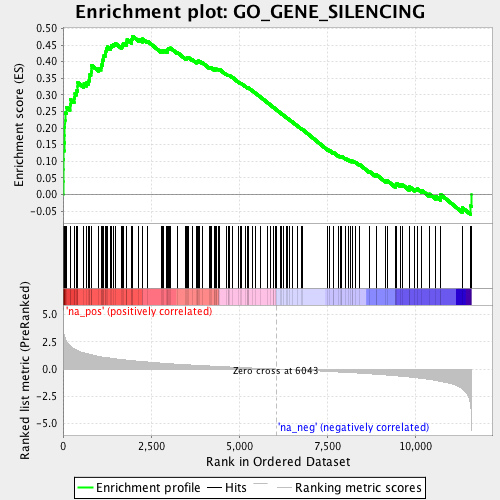 Enrichment plot: GO_GENE_SILENCING
Enrichment score (ES)
0.50
0.45
0.40
0.35
0.30
0.25
0.20
0.15
0.10
0.05
0.00
-0.05
'na_pos' (positively correlated)
Ranked list metric (PreRanked)
5.0
2.5
0.0
-2.5
-5.0
Zero cross at 6043
'na_neg' (negatively correlated)
0
2,500
5,000
7,500
10,000
Rank in Ordered Dataset
Enrichment profile
Hits
Ranking metric scores